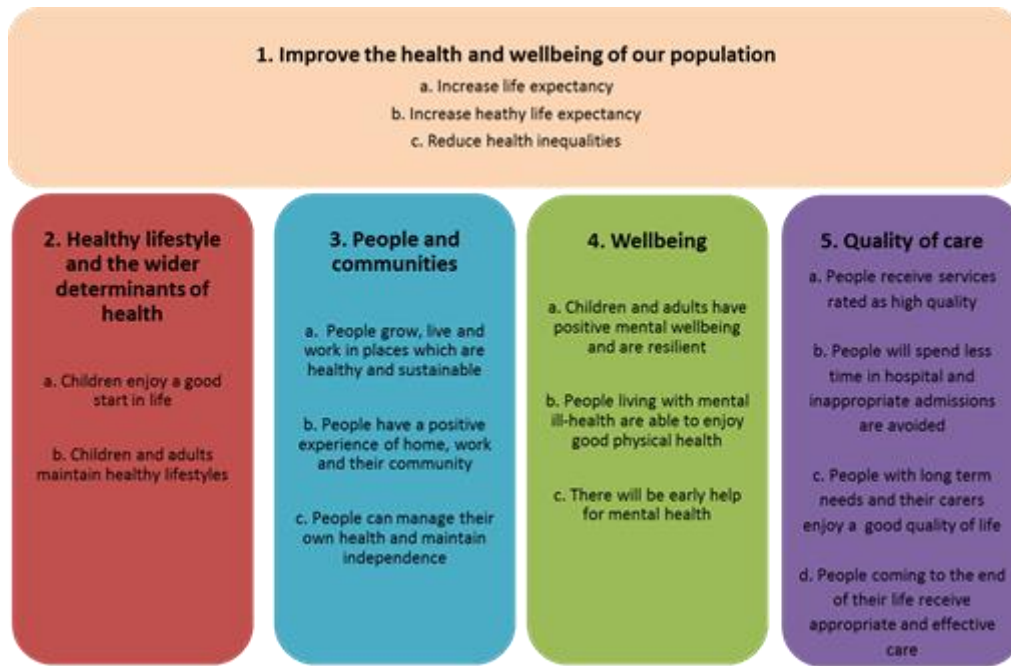 1. Improve the health and wellbeing of our population
a. Increase life expectancy
b. Increase heathy life expectancy
c. Reduce health inequalities
2. Healthy lifestyle
and the wider
determinants of
health
a. Children enjoy a good
start in life
b. Children and adults
maintain healthy lifestyles
3. People and
communities
a. People grow, live and
work in places which are
healthy and sustainable
b. People have a positive
experience of home, work
and their community
c. People can manage their
own health and maintain
independence
4. Wellbeing
a. Children and adults have
positive mental wellbeing
and are resilient
b. People living with mental
ill-health are able to enjoy
good physical health
c. There will be early help
for mental health
5. Quality of care
a. People receive services
rated as high quality
b. People will spend less
time in hospital and
inappropriate admissions
are avoided
c. People with long term
needs and their carers
enjoy a good quality of life
d. People coming to the end
of their life receive
appropriate and effective
care